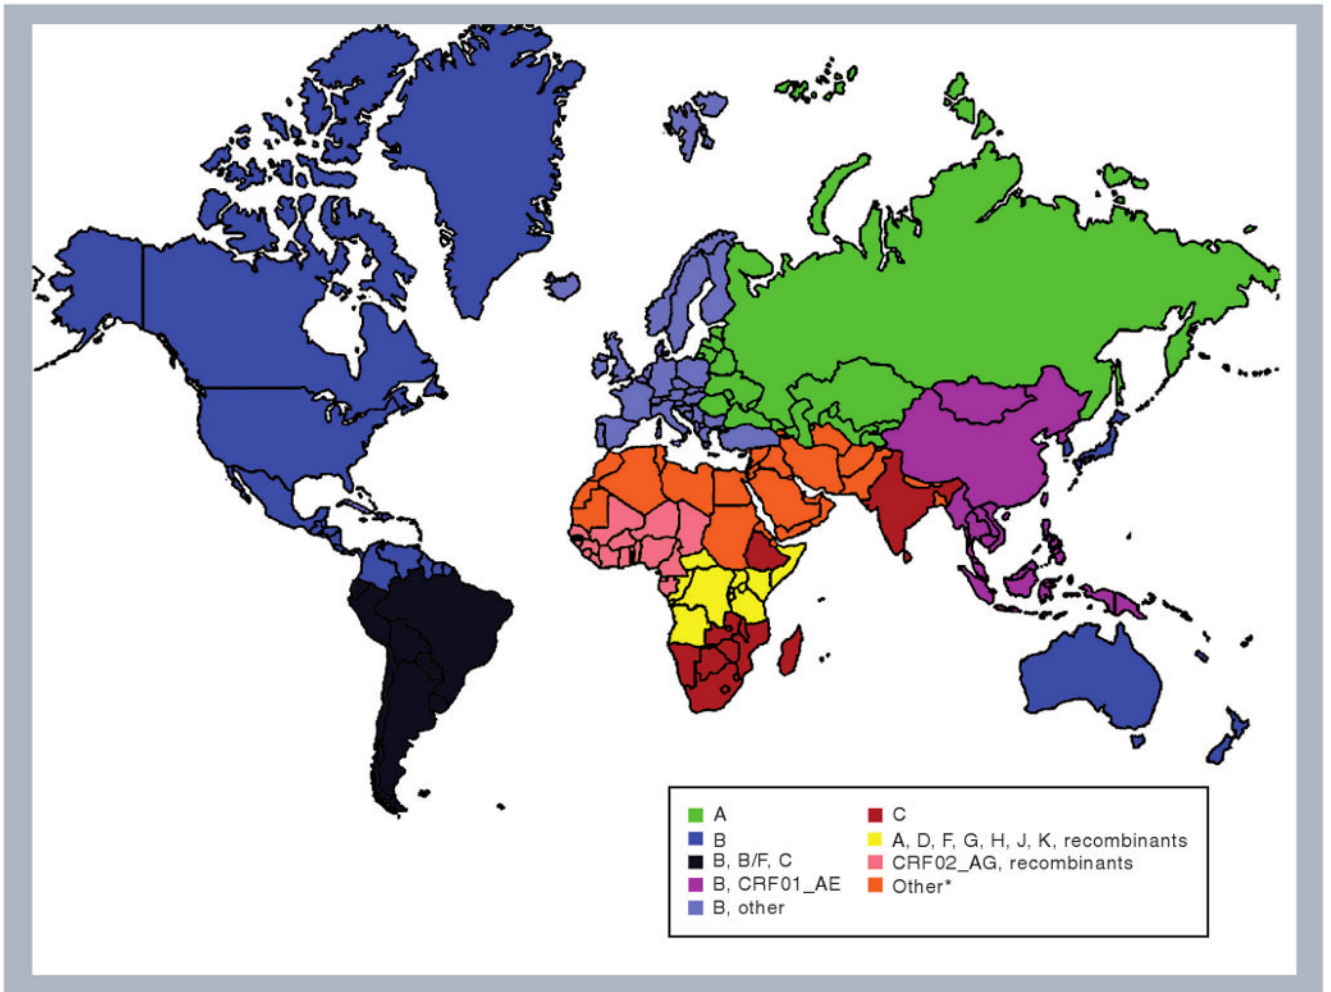 A
B
B, B/F, C
B, CRF01_AE
B, other
C
A, D, F, G, H, J, K, recombinants
CRF02_AG, recombinants
Other*